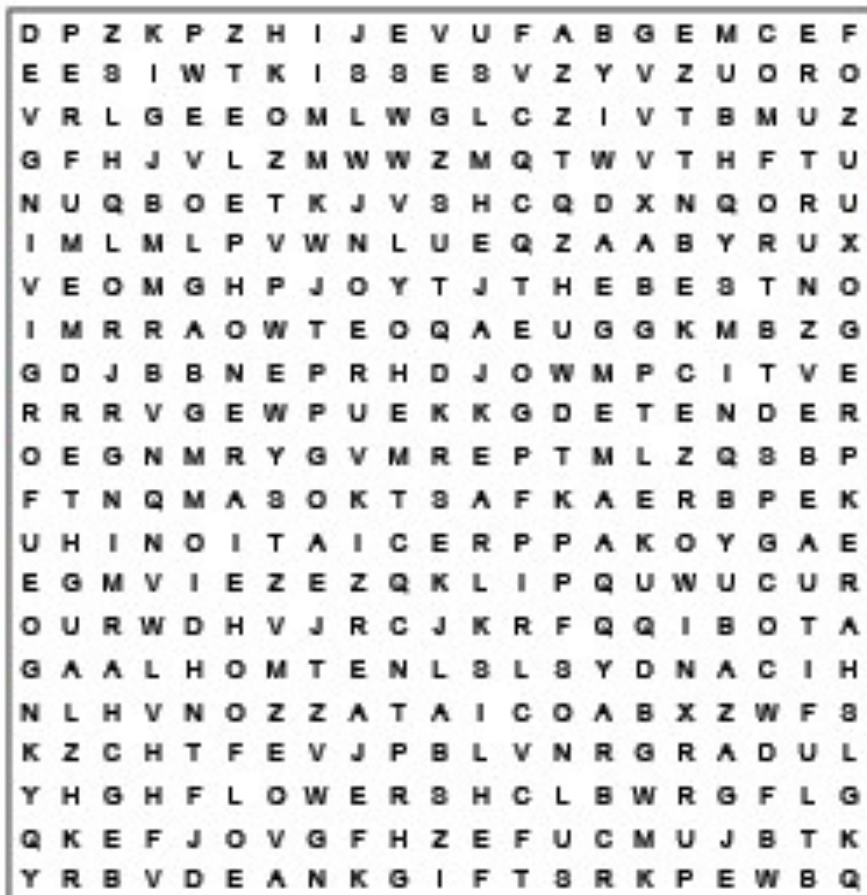 D P Z K P Z H I J E V U F A B G E M C E F
E E S I W T K I S S E S V Z Y V Z U O R O
V R L G E E O M L W G L C Z I V T B M U Z
G F H J V L Z M W W Z M Q T W V T H F T U
N U Q B O E T K J V S H C Q D X N Q O R U
I M L M L P V W N L U E Q Z A A B Y R U X
V E O M G H P J O Y T J T H E B E S T N O
I M R R A O W T E O Q A E U G G K M B Z G
G D J B B N E P R H D J O W M P C I T V E
R R R V G E W P U E K K G D E T E N D E R
O E G N M R Y G V M R E P T M L Z Q S B P
F T N Q M A S O K T S A F K A E R B P E K
U H I N O I T A I C E R P P A K O Y G A E
E G M V I E Z E Z Q K L I P Q U W U C U R
O U R W D H V J R C J K R F Q Q I B O T A
G A A L H O M T E N L S L S Y D N A C I H
N L H V N O Z Z A T A I C O A B X Z W F S
K Z C H T F E V J P B L V N R G R A D U L
Y H G H F L O W E R S H C L B W R G F L G
Q K E F J O V G F H Z E F U C M U J B T K
Y R B V D E A N K G I F T S R K P E W B Q